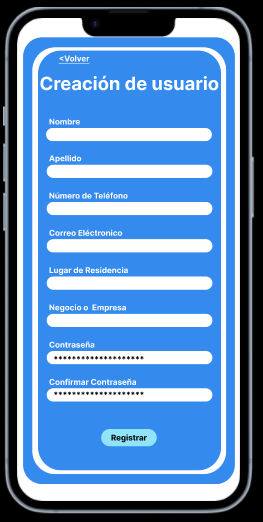 <Volver
Creación de usuario
Nombre
Apellido
Número de Teléfono
Correo Eléctronico
Lugar de Residencia
Negocio o Empresa
Contraseña
********************
Confirmar Contraseña
********************
Registrar